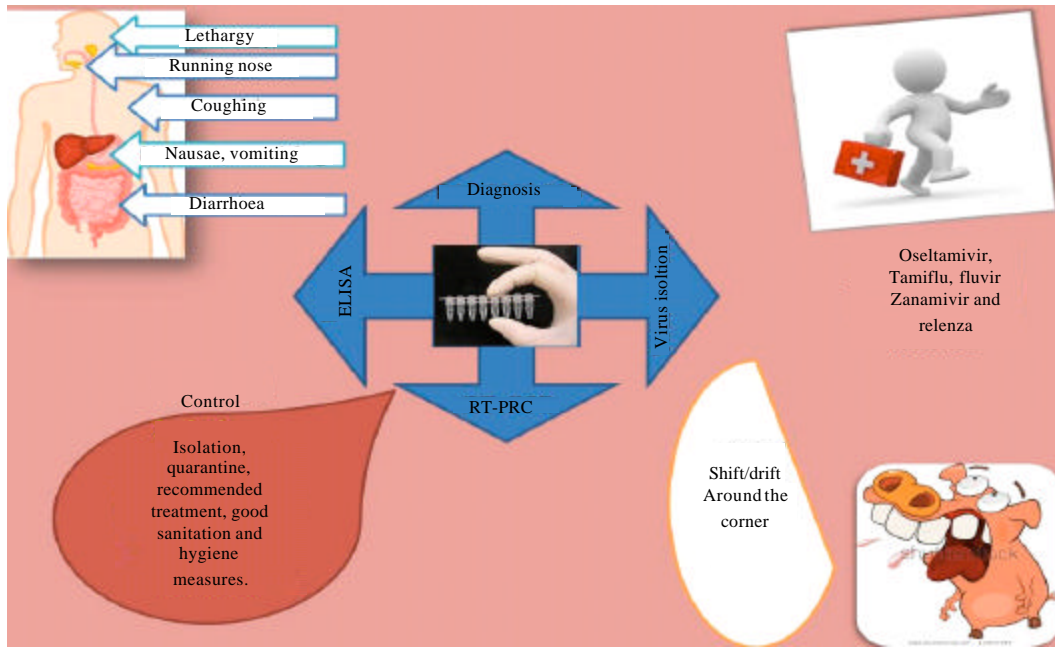 Lethargy
Running nose
Coughing
Nausae, vomiting
Diarrhoea
Diagnosis
ELISA
Virus isoltion
RT-PRC
Oseltamivir,
Tamiflu, fluvir
Zanamivir and
relenza
Control
Isolation,
quarantine,
recommended
treatment, good
sanitation and
hygiene
measures.
Shift/drift
Around the
corner